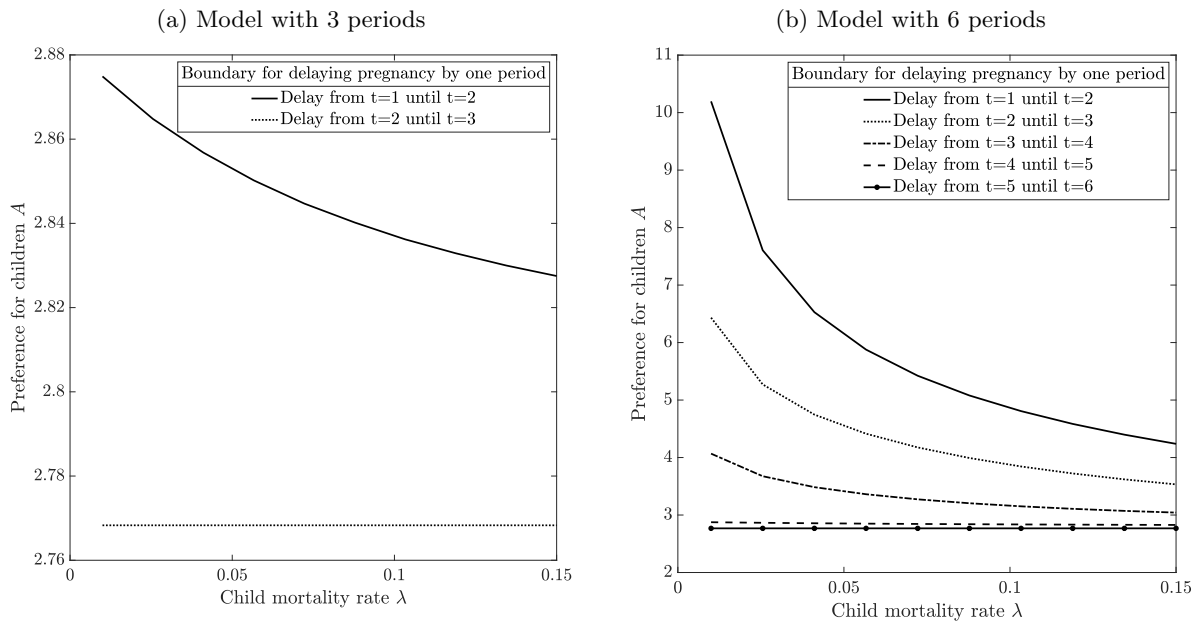 (a) Model with 3 periods
2.88
2.86
2.84
2.82
2.8
2.78
2.76
Preference for children A
Boundary for delaying pregnancy by one period
Delay from t=1 until t=2
Delay from t=2 until t=3
0 0.05 0.1 0.15
Child mortality rate λ
(b) Model with 6 periods
11
10
9
8
7
6
5
4
3
2
Preference for children A
Boundary for delaying pregnancy by one period
Delay from t=1 until t=2
Delay from t=2 until t=3
Delay from t=3 until t=4
Delay from t=4 until t=5
Delay from t=5 until t=6
0 0.05 0.1 0.15
Child mortality rate λ